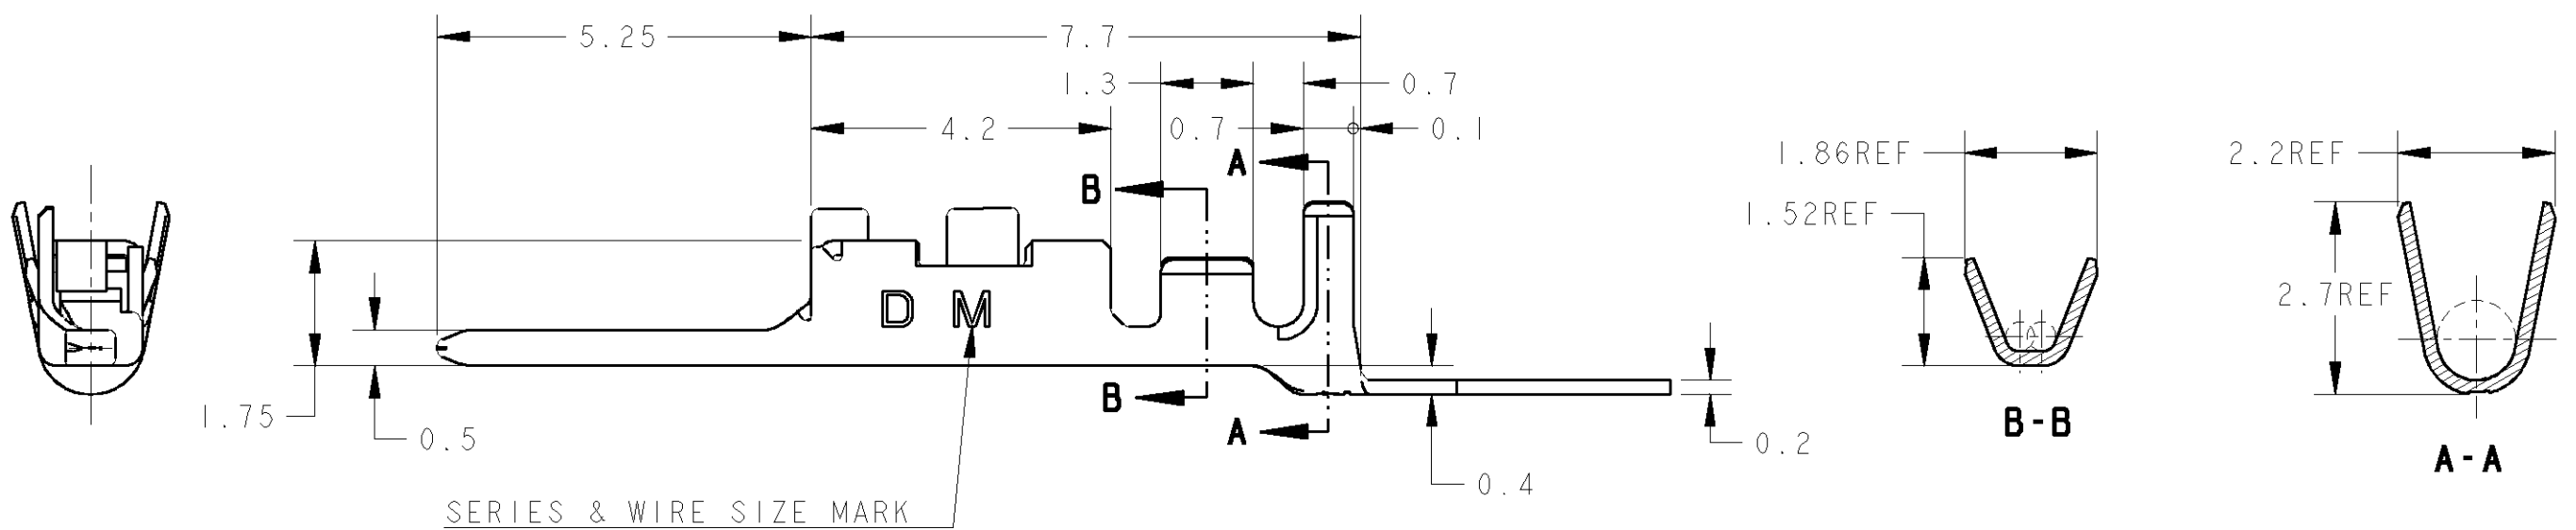 5.25
7.7
1.3
0.7
4.2
0.7
0.1
1.86REF
2.2REF
A
B
1.52REF
2.7REF
D M
B
A
1.75
0.5
0.4
0.2
B-B
A-A
SERIES & WIRE SIZE MARK